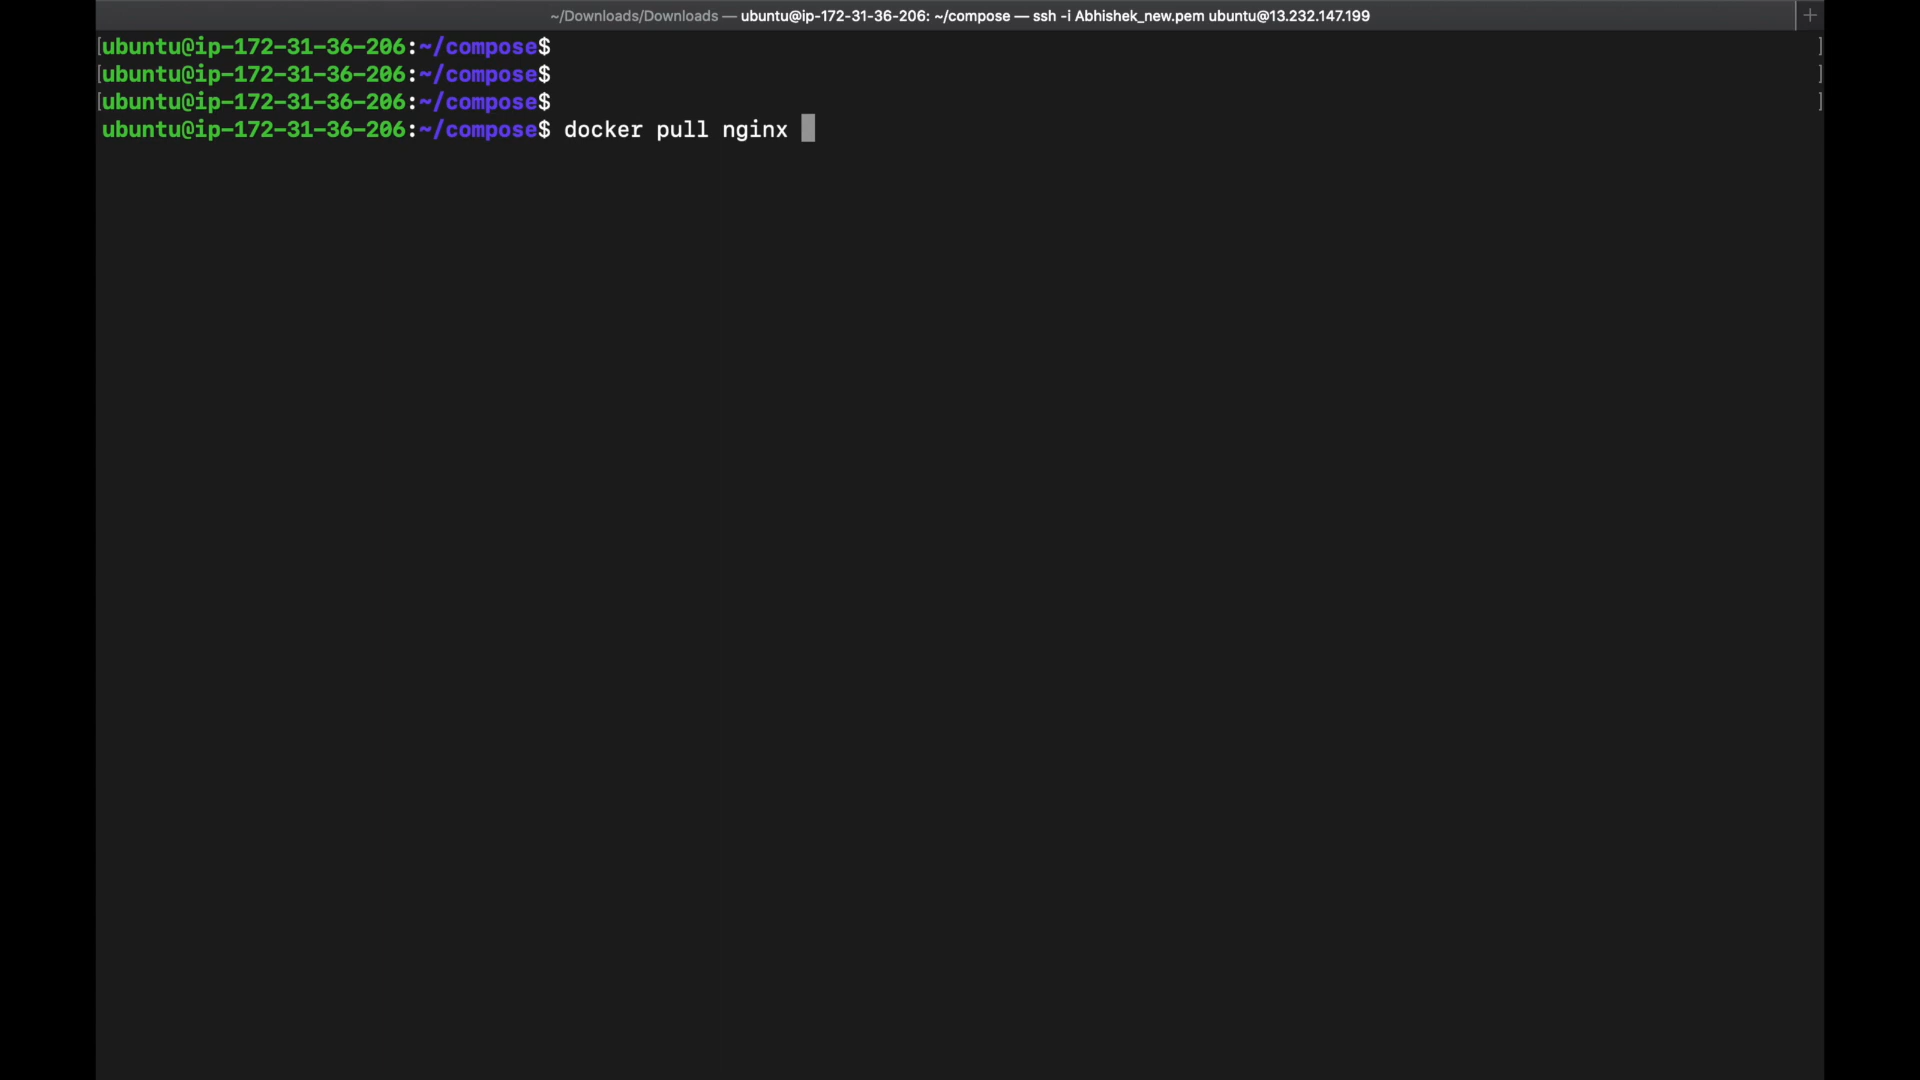 ~/Downloads/Downloads — ubuntu@ip-172-31-36-206: ~/compose — ssh -i Abhishek_new.pem ubuntu@13.232.147.199 +
[ubuntu@ip-172-31-36-206:~/compose$ ]
[ubuntu@ip-172-31-36-206:~/compose$ ]
[ubuntu@ip-172-31-36-206:~/compose$ ]
ubuntu@ip-172-31-36-206:~/compose$ docker pull nginx